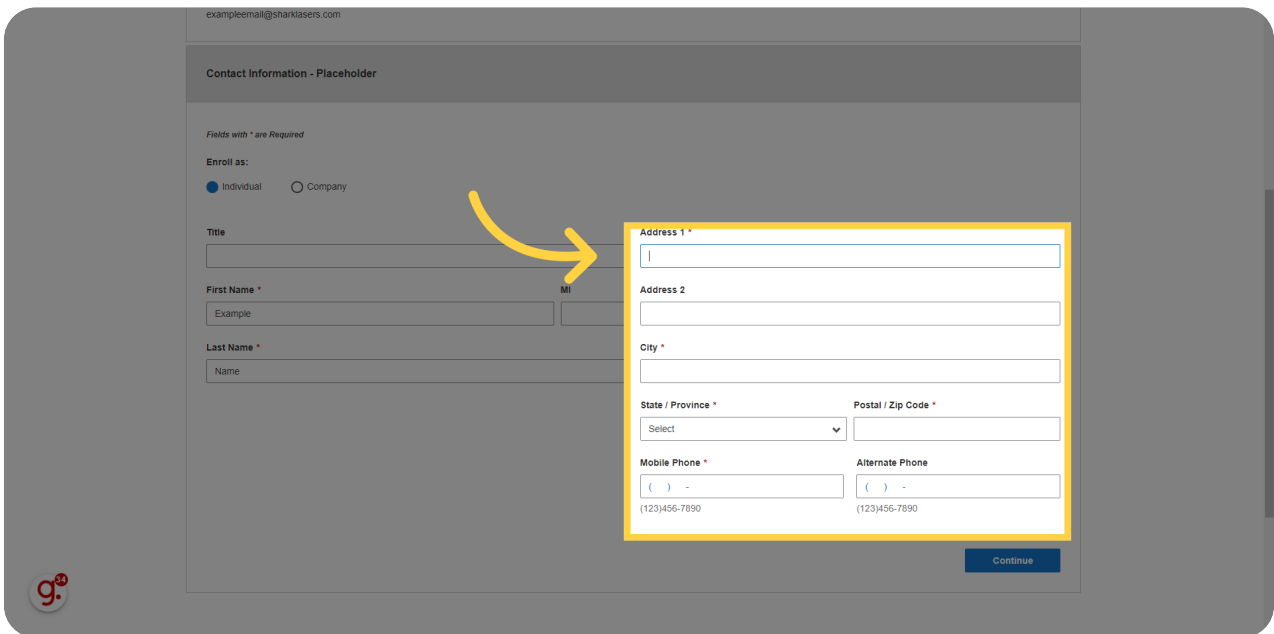 exampleemail@sharklasers.com
Contact Information - Placeholder
Fields with * are Required
Enroll as:
Individual Company
Title
First Name * MI
Example
Last Name *
Name
Address 1 *
Address 2
City *
State / Province * Postal / Zip Code *
Select
Mobile Phone * Alternate Phone
( ) - ( ) -
(123)456-7890 (123)456-7890
Continue
g. 34